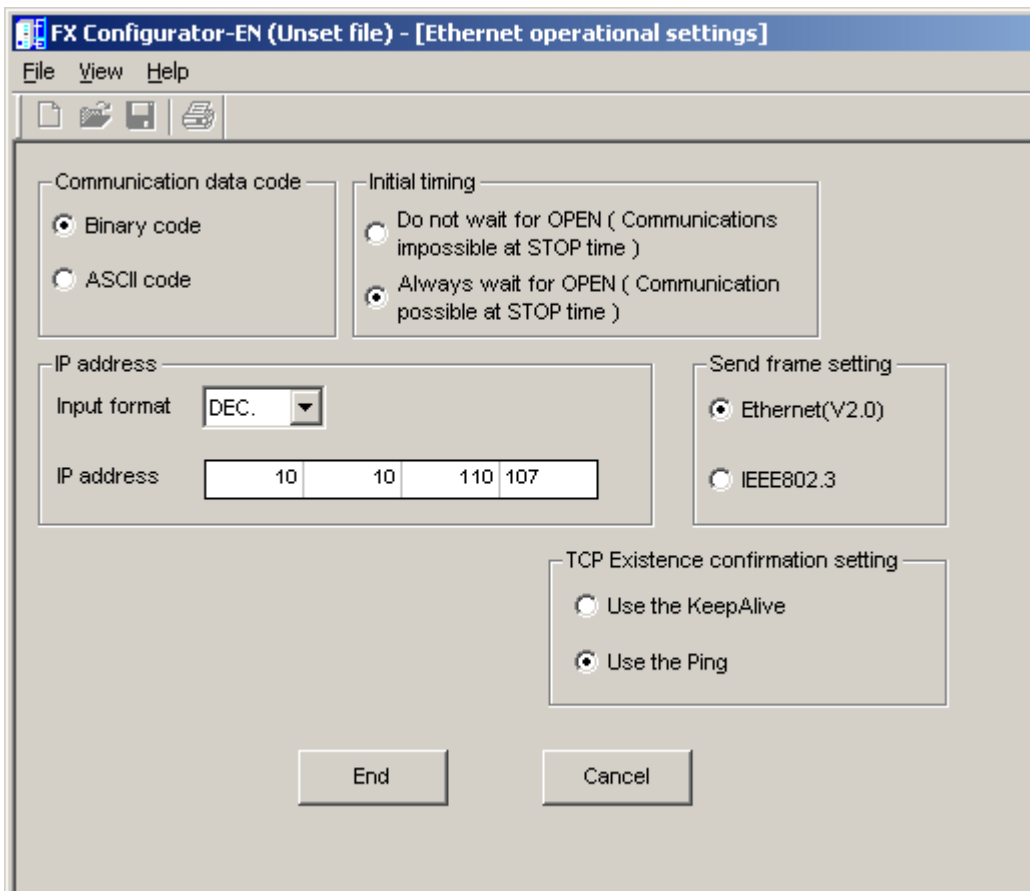 FX Configurator-EN (Unset file) - [Ethernet operational settings]
File View Help
Communication data code
Binary code
ASCII code
Initial timing
Do not wait for OPEN ( Communications
impossible at STOP time )
Always wait for OPEN ( Communication
possible at STOP time )
IP address
Input format DEC.
IP address 10 10 110 107
Send frame setting
Ethernet(V2.0)
IEEE802.3
TCP Existence confirmation setting
Use the KeepAlive
Use the Ping
End Cancel